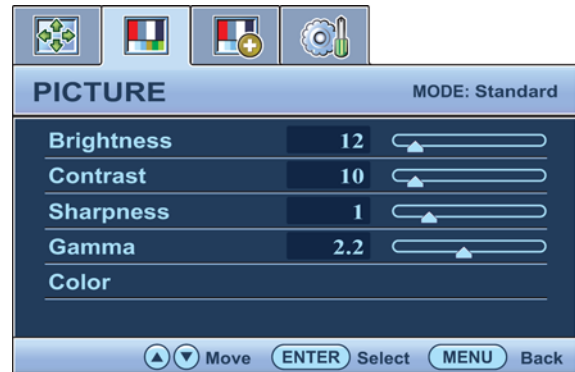 PICTURE MODE: Standard
Brightness 12
Contrast 10
Sharpness 1
Gamma 2.2
Color
Move ENTER Select MENU Back